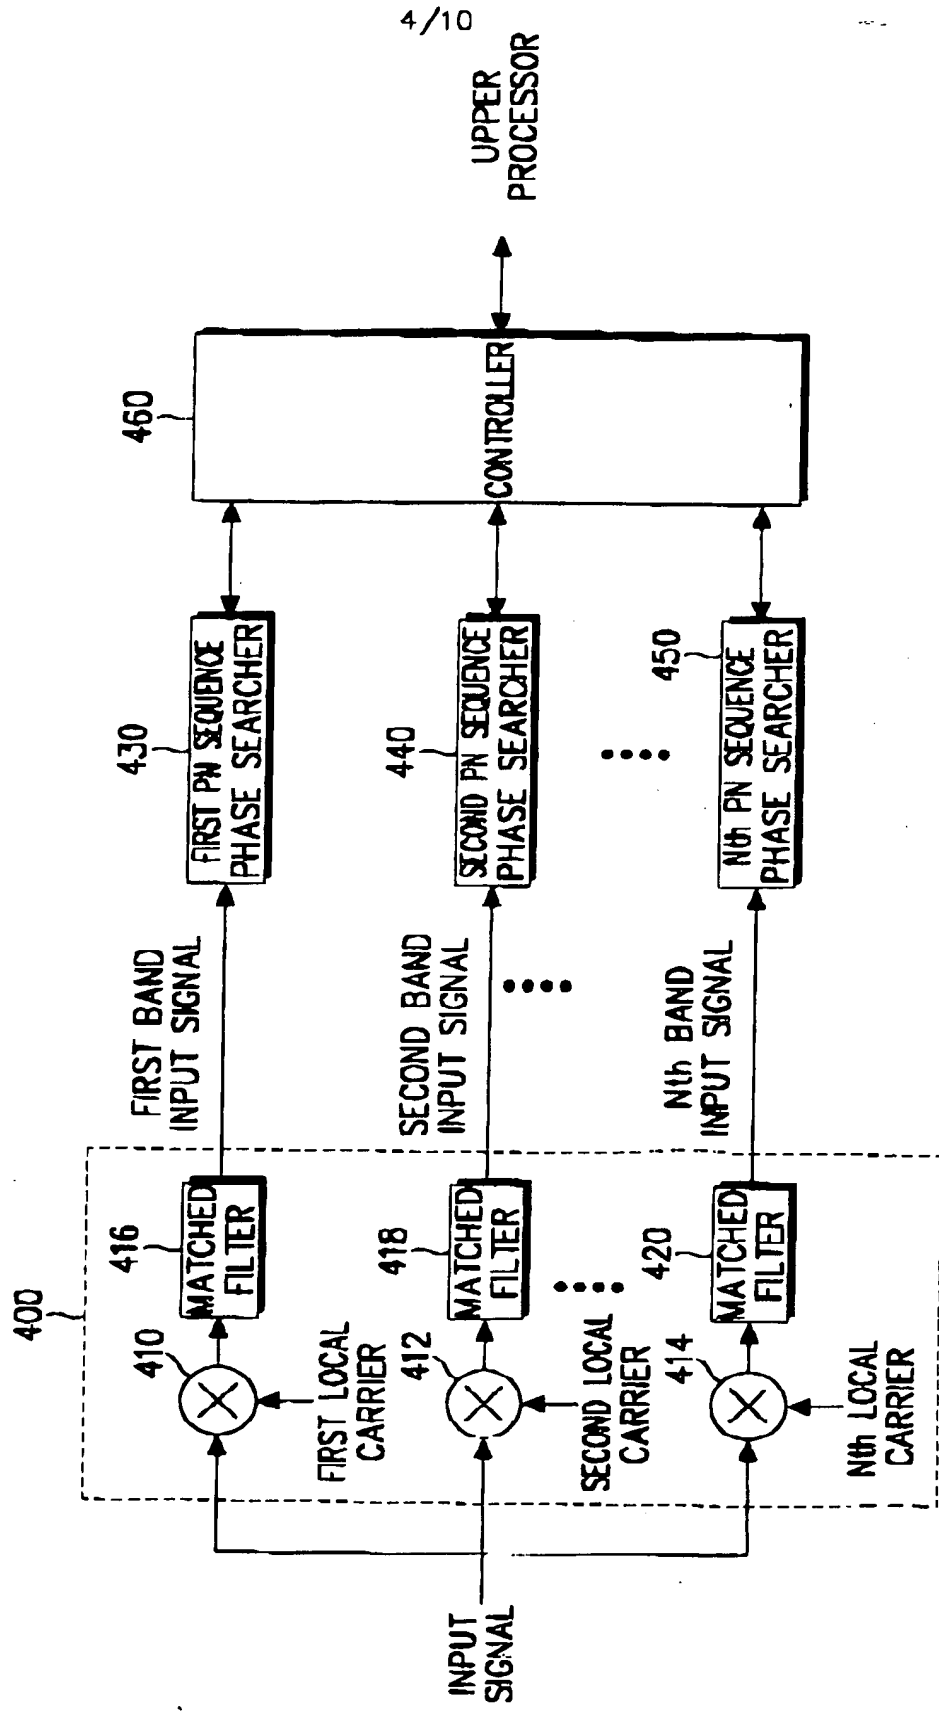 4/10
400
INPUT
SIGNAL
410
FIRST LOCAL
CARRIER
416
MATCHED
FILTER
FIRST BAND
INPUT SIGNAL
430
FIRST PN SEQUENCE
PHASE SEARCHER
412
SECOND LOCAL
CARRIER
418
MATCHED
FILTER
SECOND BAND
INPUT SIGNAL
440
SECOND PN SEQUENCE
PHASE SEARCHER
414
Nth LOCAL
CARRIER
420
MATCHED
FILTER
Nth BAND
INPUT SIGNAL
450
Nth PN SEQUENCE
PHASE SEARCHER
460
CONTROLLER
UPPER
PROCESSOR